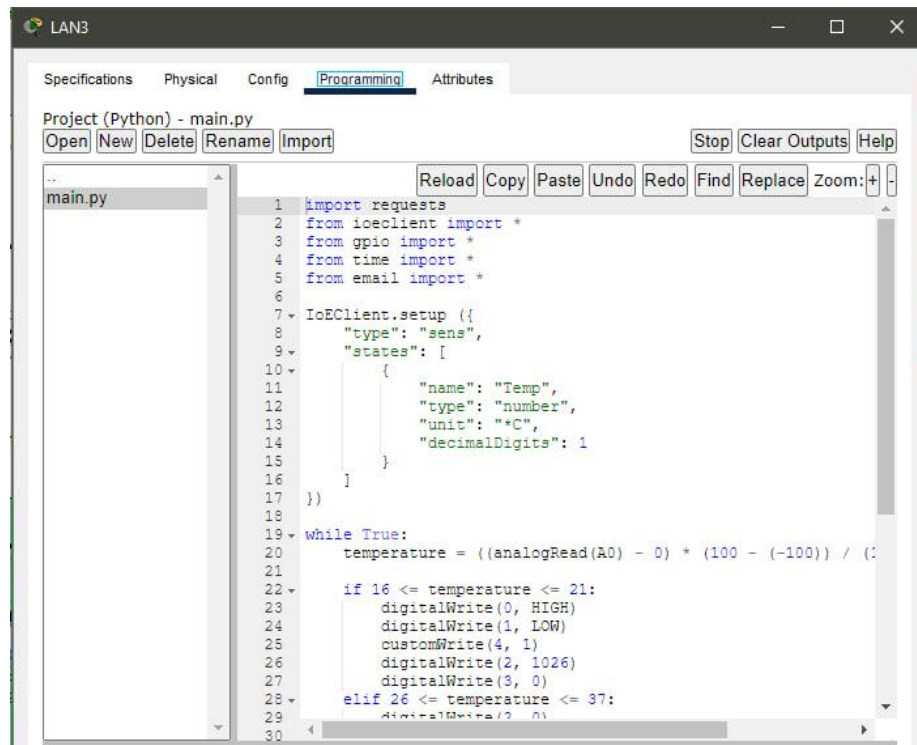 LAN3
Specifications Physical Config Programming Attributes
Project (Python) - main.py
Open New Delete Rename Import Stop Clear Outputs Help
Reload Copy Paste Undo Redo Find Replace Zoom: + -
..
main.py
1 import requests
2 from ioeclient import *
3 from gpio import *
4 from time import *
5 from email import *
6
7 IoEClient.setup ({
8 "type": "sens",
9 "states": [
10 {
11 "name": "Temp",
12 "type": "number",
13 "unit": "*C",
14 "decimalDigits": 1
15 }
16 ]
17 })
18
19 while True:
20 temperature = ((analogRead(A0) - 0) * (100 - (-100)) / (
21
22 if 16 <= temperature <= 21:
23 digitalWrite(0, HIGH)
24 digitalWrite(1, LOW)
25 customWrite(4, 1)
26 digitalWrite(2, 1026)
27 digitalWrite(3, 0)
28 elif 26 <= temperature <= 37:
29 digitalWrite(2, 0)
30